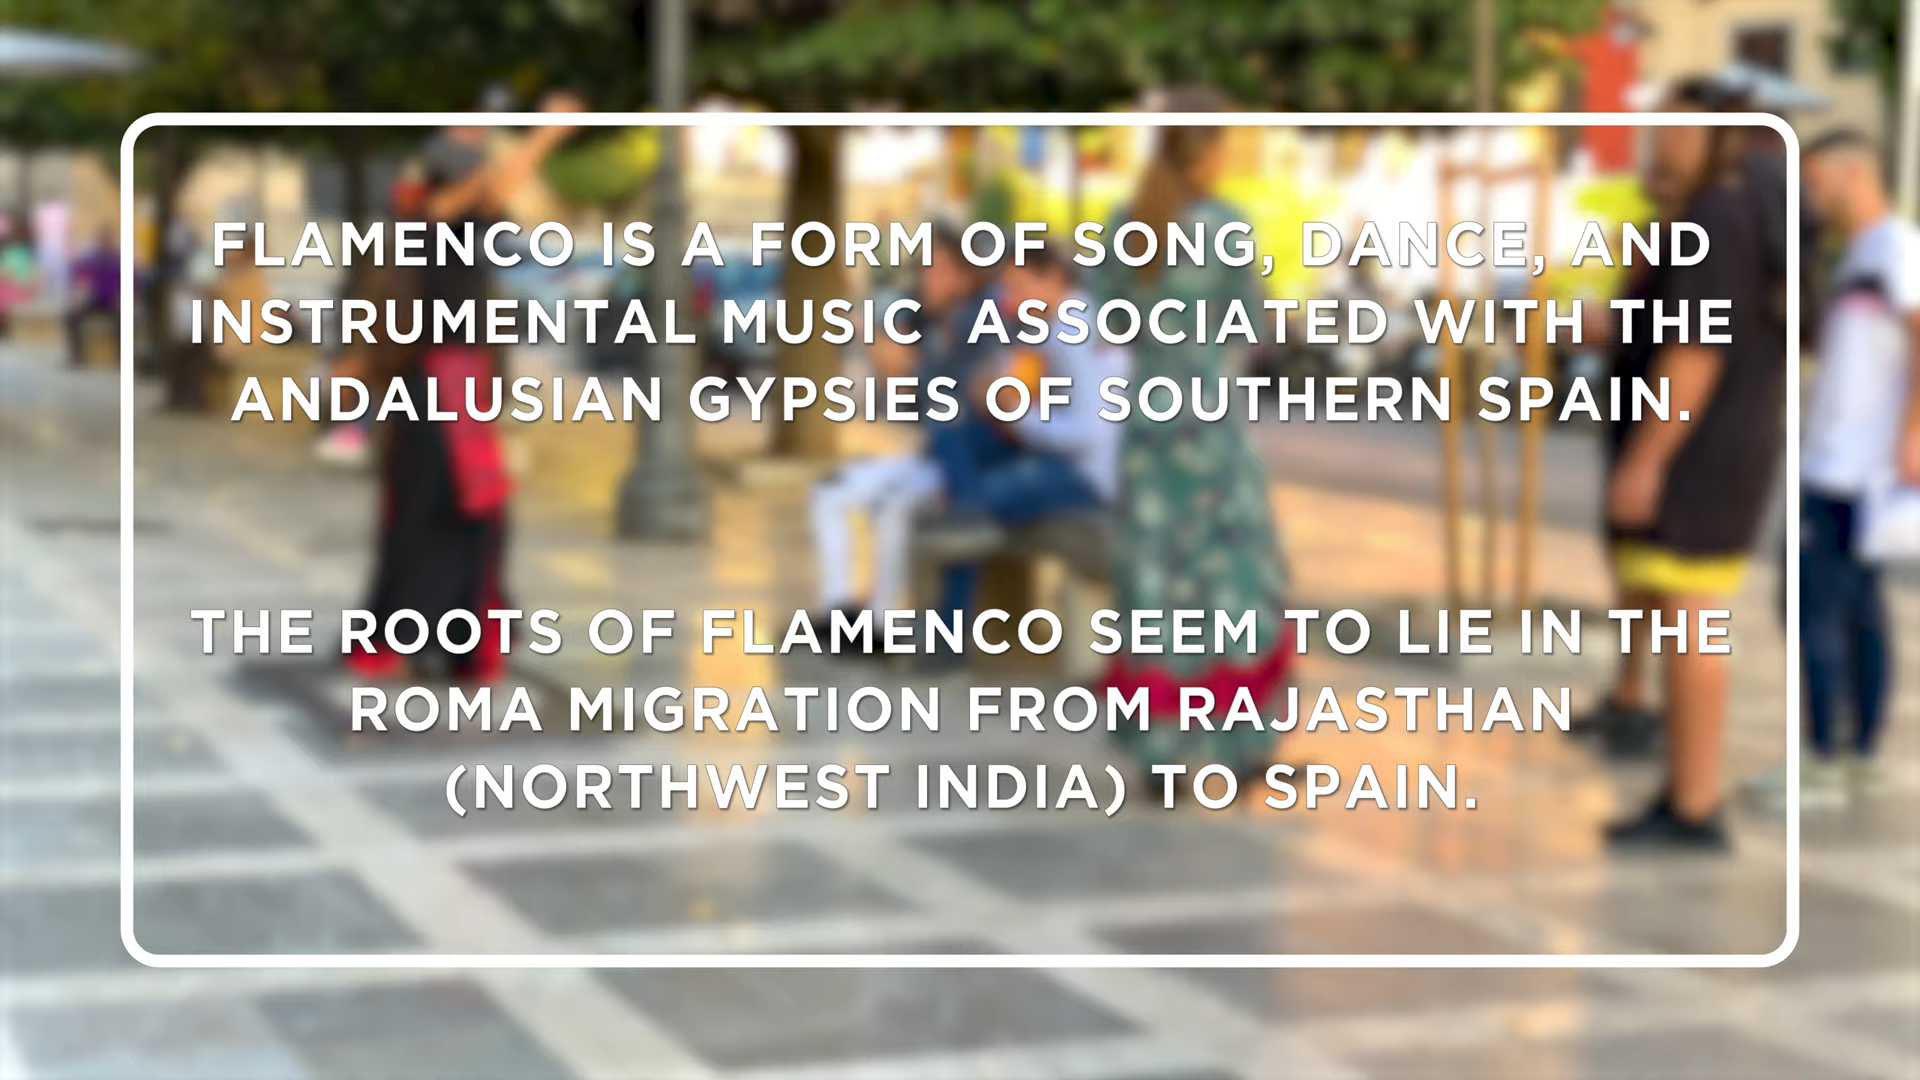 FLAMENCO IS A FORM OF SONG, DANCE, AND
INSTRUMENTAL MUSIC  ASSOCIATED WITH THE
ANDALUSIAN GYPSIES OF SOUTHERN SPAIN.
THE ROOTS OF FLAMENCO SEEM TO LIE IN THE
ROMA MIGRATION FROM RAJASTHAN
(NORTHWEST INDIA) TO SPAIN.